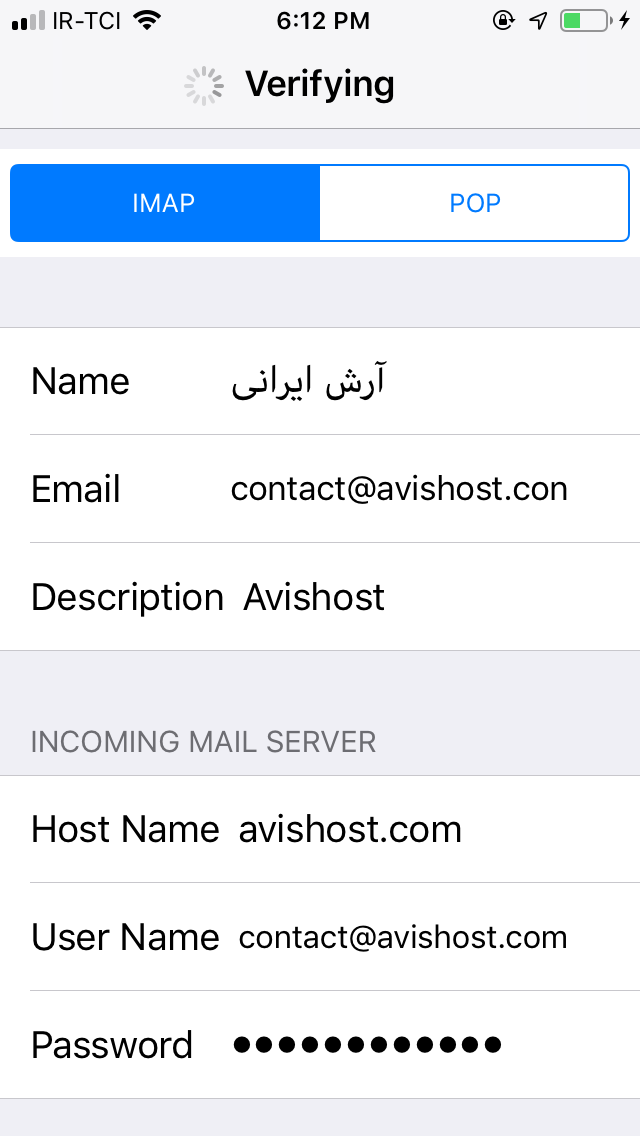 IR-TCI 6:12 PM
Verifying
IMAP POP
Name آرش ایرانی
Email contact@avishost.con
Description Avishost
INCOMING MAIL SERVER
Host Name avishost.com
User Name contact@avishost.com
Password ●●●●●●●●●●●●